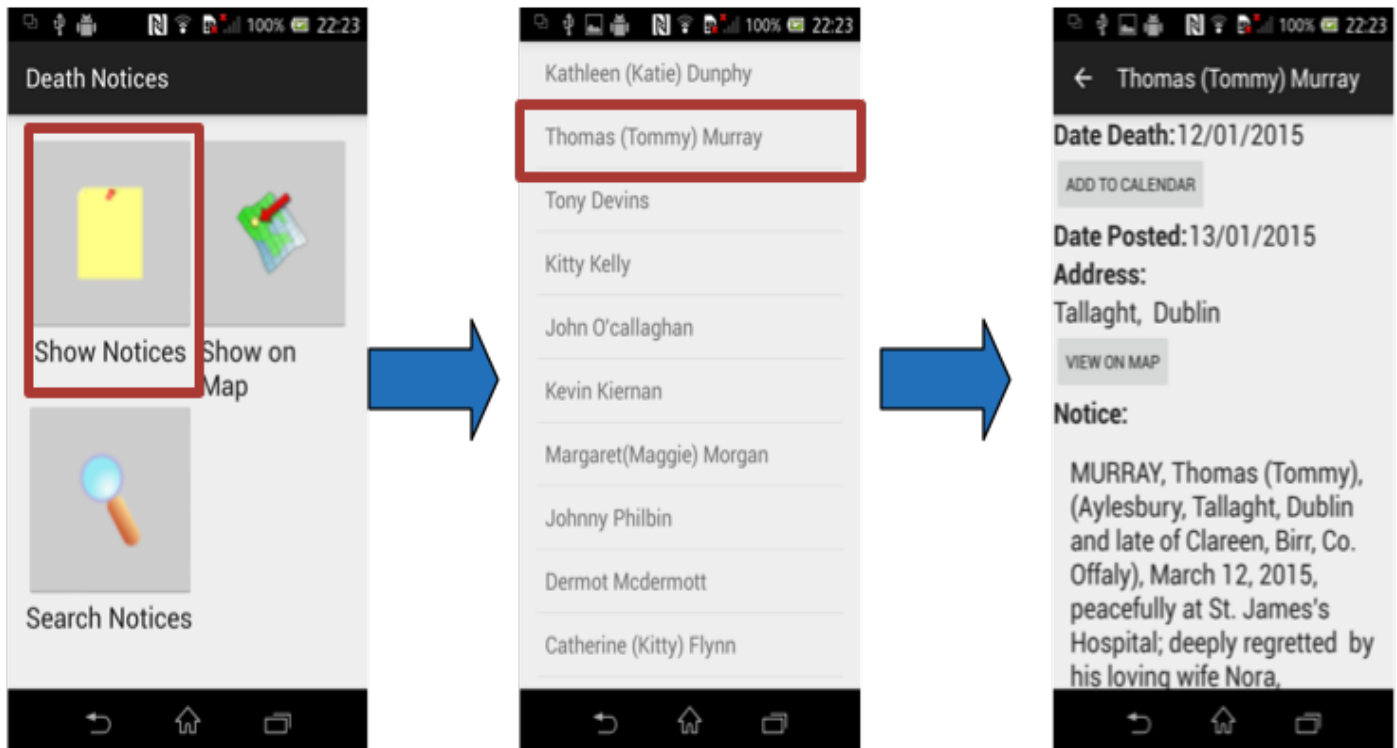 100% 22:23
Death Notices
Show Notices
Show on
Map
Search Notices
100% 22:23
Kathleen (Katie) Dunphy
Thomas (Tommy) Murray
Tony Devins
Kitty Kelly
John O'callaghan
Kevin Kiernan
Margaret(Maggie) Morgan
Johnny Philbin
Dermot Mcdermott
Catherine (Kitty) Flynn
100% 22:23
Thomas (Tommy) Murray
Date Death:12/01/2015
ADD TO CALENDAR
Date Posted:13/01/2015
Address:
Tallaght, Dublin
VIEW ON MAP
Notice:
MURRAY, Thomas (Tommy),
(Aylesbury, Tallaght, Dublin
and late of Clareen, Birr, Co.
Offaly), March 12, 2015,
peacefully at St. James's
Hospital; deeply regretted by
his loving wife Nora,